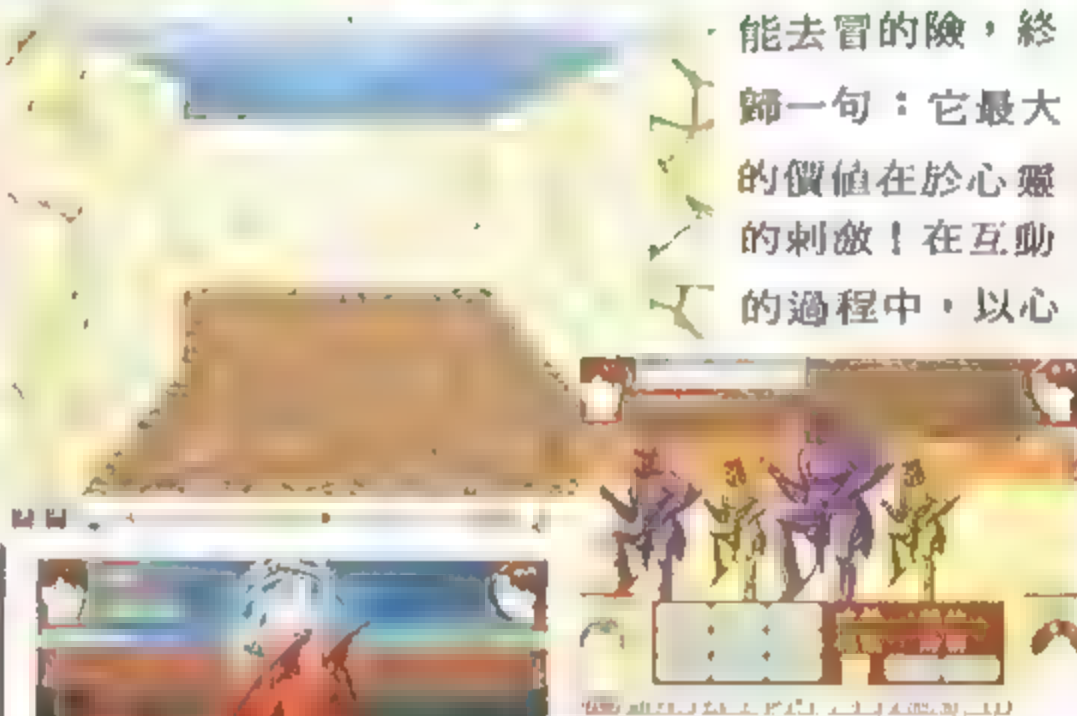 能去冒的險，終
歸一句：它最大
的價值在於心靈
的刺激！在互動
的過程中，以心